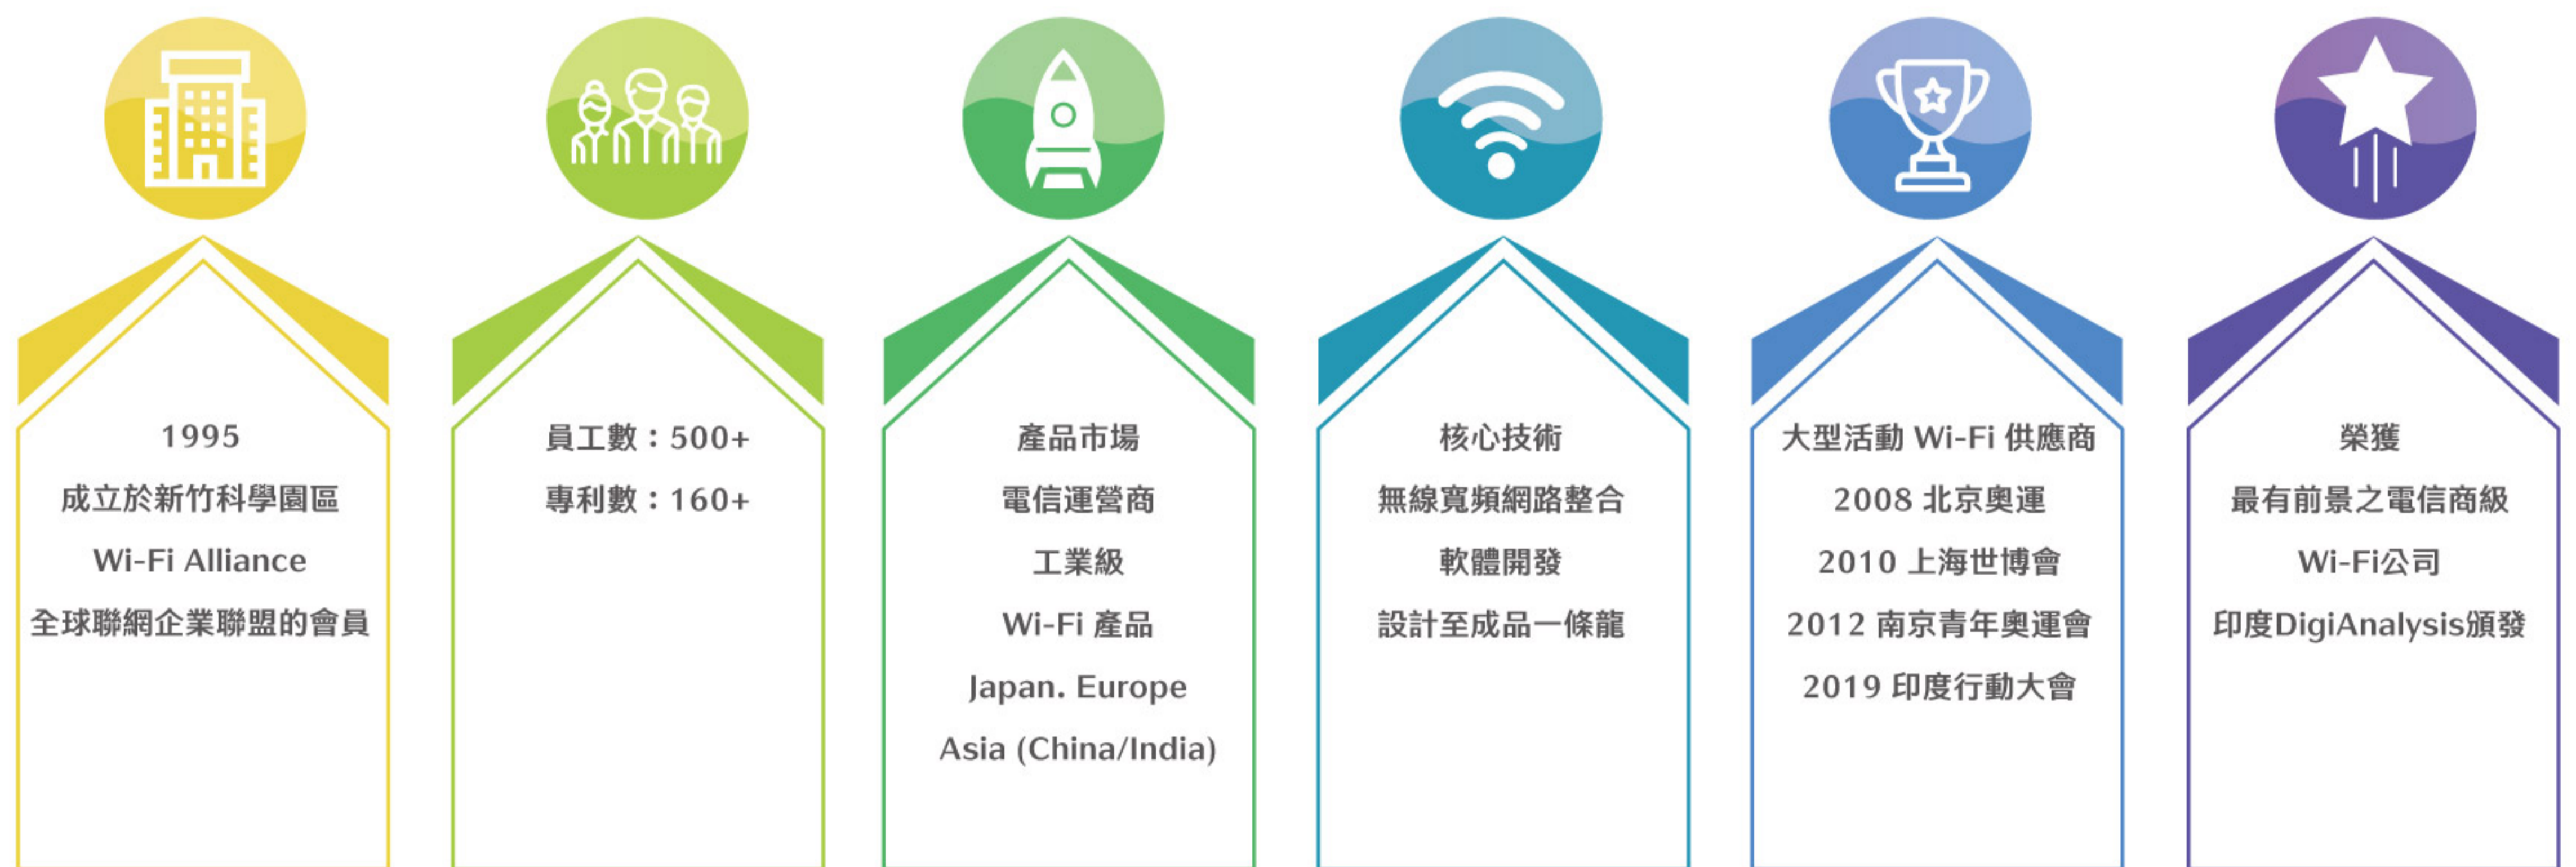 1995
成立於新竹科學園區
Wi-Fi Alliance
全球聯網企業聯盟的會員
員工數：500+
專利數：160+
產品市場
電信運營商
工業級
Wi-Fi 產品
Japan. Europe
Asia (China/India)
核心技術
無線寬頻網路整合
軟體開發
設計至成品一條龍
大型活動 Wi-Fi 供應商
2008 北京奧運
2010 上海世博會
2012 南京青年奧運會
2019 印度行動大會
榮獲
最有前景之電信商級
Wi-Fi公司
印度DigiAnalysis頒發